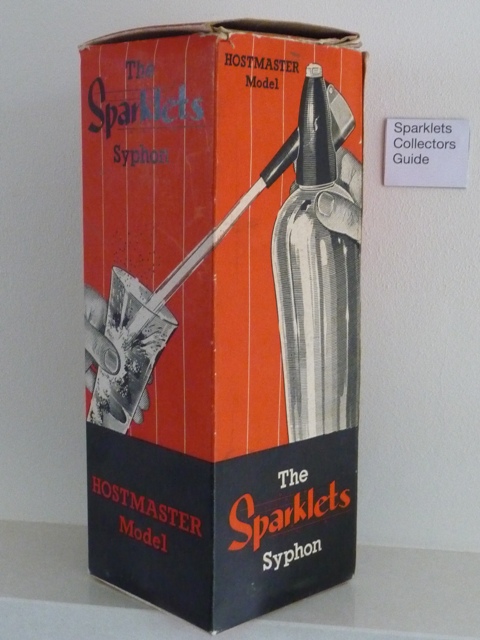 The
Sparklets
Syphon
HOSTMASTER
Model
HOSTMASTER
Model
The
Sparklets
Syphon
Sparklets
Collectors
Guide